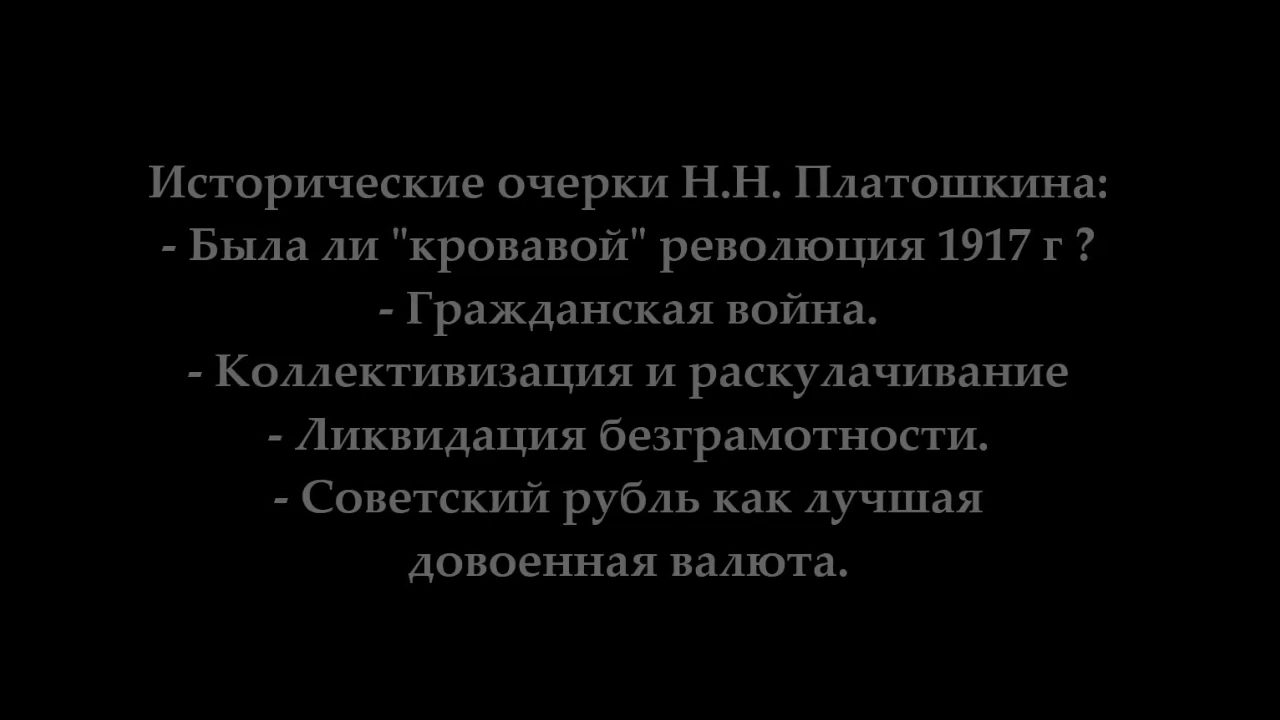 Исторические очерки Н.Н. Платошкина:
- Была ли "кровавой" революция 1917 г ?
- Гражданская война.
- Коллективизация и раскулачивание
- Ликвидация безграмотности.
- Советский рубль как лучшая
довоенная валюта.